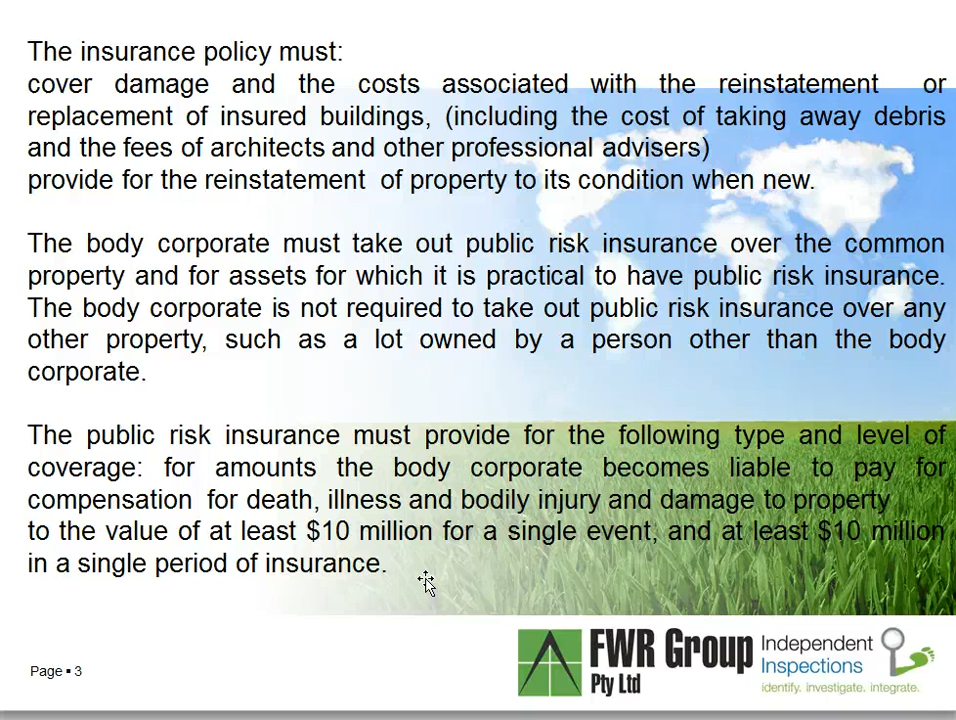 The insurance policy must:
cover damage and the costs associated with the reinstatement or
replacement of insured buildings, (including the cost of taking away debris
and the fees of architects and other professional advisers)
provide for the reinstatement of property to its condition when new.
The body corporate must take out public risk insurance over the common
property and for assets for which it is practical to have public risk insurance.
The body corporate is not required to take out public risk insurance over any
other property, such as a lot owned by a person other than the body
corporate.
The public risk insurance must provide for the following type and level of
coverage: for amounts the body corporate becomes liable to pay for
compensation for death, illness and bodily injury and damage to property
to the value of at least $10 million for a single event, and at least $10 million
in a single period of insurance.
Page ▪ 3
FWR Group
Pty Ltd
Independent
Inspections
identify. investigate. integrate.